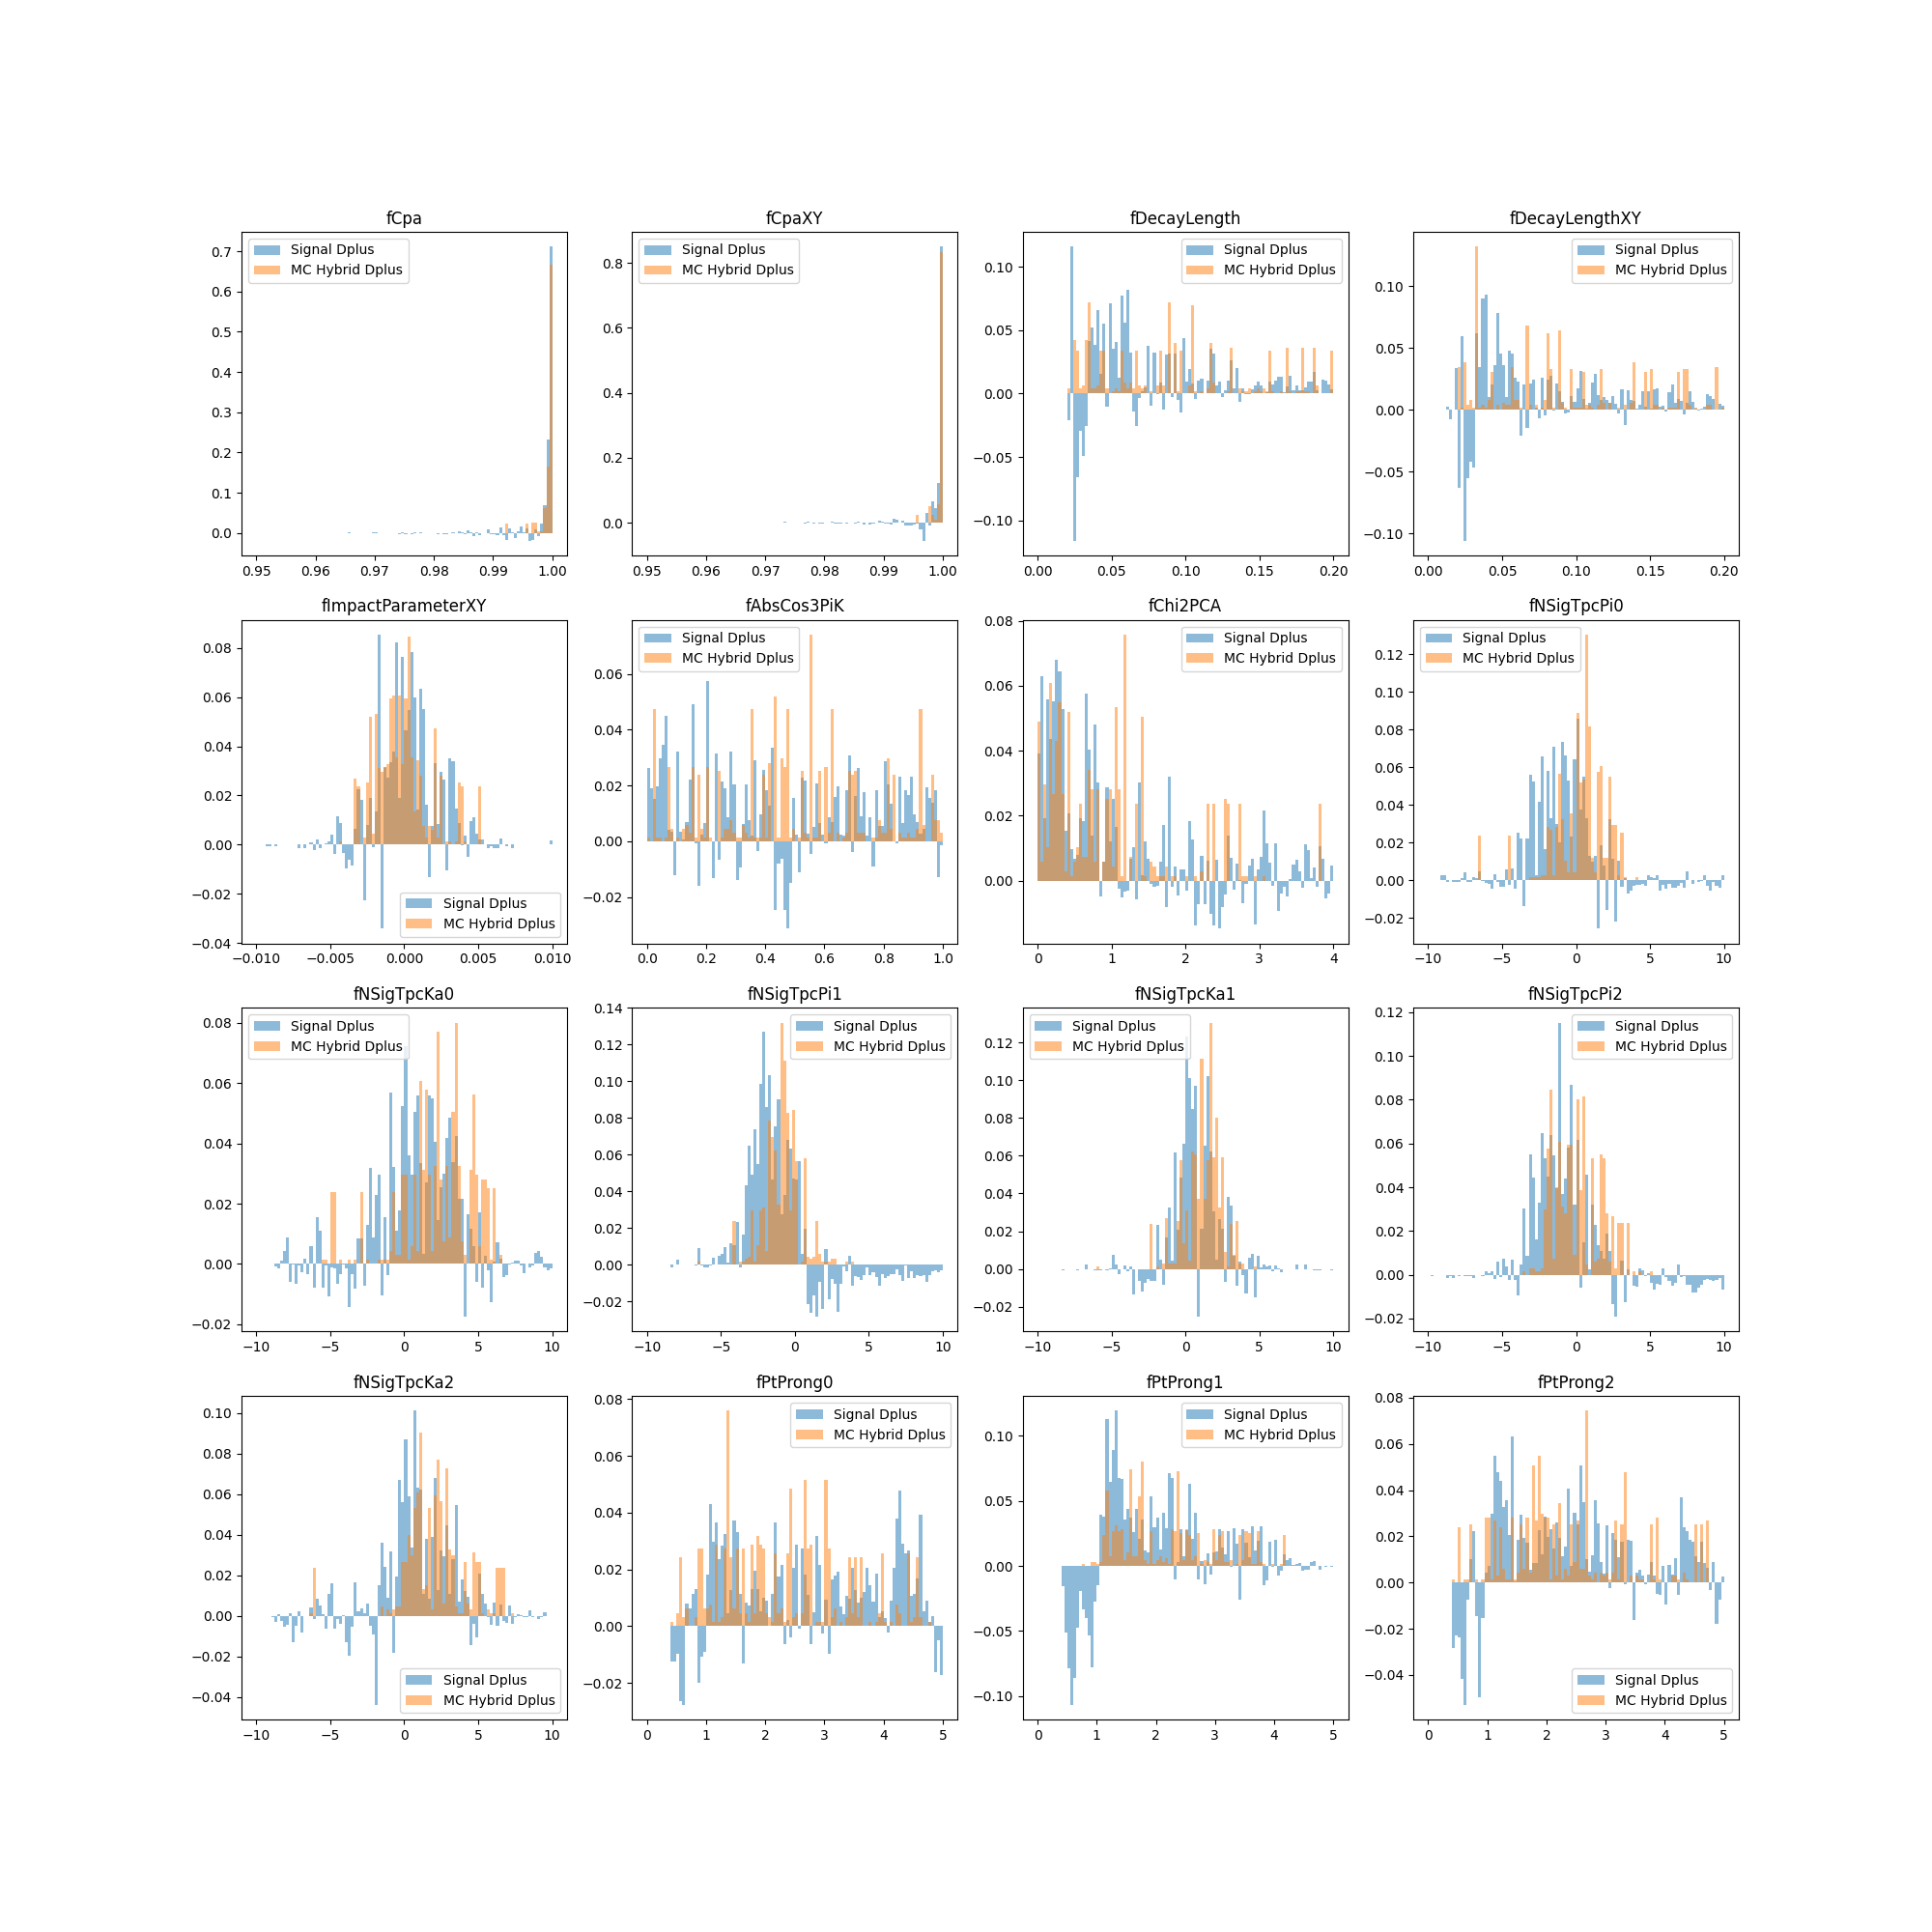 fCpa
Signal Dplus
MC Hybrid Dplus
0.7
0.6
0.5
0.4
0.3
0.2
0.1
0.0
0.95 0.96 0.97 0.98 0.99 1.00
fCpaXY
Signal Dplus
MC Hybrid Dplus
0.8
0.6
0.4
0.2
0.0
0.95 0.96 0.97 0.98 0.99 1.00
fDecayLength
Signal Dplus
MC Hybrid Dplus
0.10
0.05
0.00
−0.05
−0.10
0.00 0.05 0.10 0.15 0.20
fDecayLengthXY
Signal Dplus
MC Hybrid Dplus
0.10
0.05
0.00
−0.05
−0.10
0.00 0.05 0.10 0.15 0.20
fImpactParameterXY
0.08
0.06
0.04
0.02
0.00
−0.02
−0.04
Signal Dplus
MC Hybrid Dplus
−0.010 −0.005 0.000 0.005 0.010
fAbsCos3PiK
Signal Dplus
MC Hybrid Dplus
0.06
0.04
0.02
0.00
−0.02
0.0 0.2 0.4 0.6 0.8 1.0
fChi2PCA
Signal Dplus
MC Hybrid Dplus
0.08
0.06
0.04
0.02
0.00
0 1 2 3 4
fNSigTpcPi0
Signal Dplus
MC Hybrid Dplus
0.12
0.10
0.08
0.06
0.04
0.02
0.00
−0.02
−10 −5 0 5 10
fNSigTpcKa0
Signal Dplus
MC Hybrid Dplus
0.08
0.06
0.04
0.02
0.00
−0.02
−10 −5 0 5 10
fNSigTpcPi1
Signal Dplus
MC Hybrid Dplus
0.14
0.12
0.10
0.08
0.06
0.04
0.02
0.00
−0.02
−10 −5 0 5 10
fNSigTpcKa1
Signal Dplus
MC Hybrid Dplus
0.12
0.10
0.08
0.06
0.04
0.02
0.00
−0.02
−10 −5 0 5 10
fNSigTpcPi2
Signal Dplus
MC Hybrid Dplus
0.12
0.10
0.08
0.06
0.04
0.02
0.00
−0.02
−10 −5 0 5 10
fNSigTpcKa2
0.10
0.08
0.06
0.04
0.02
0.00
−0.02
−0.04
Signal Dplus
MC Hybrid Dplus
−10 −5 0 5 10
fPtProng0
Signal Dplus
MC Hybrid Dplus
0.08
0.06
0.04
0.02
0.00
−0.02
0 1 2 3 4 5
fPtProng1
Signal Dplus
MC Hybrid Dplus
0.10
0.05
0.00
−0.05
−0.10
0 1 2 3 4 5
fPtProng2
0.08
0.06
0.04
0.02
0.00
−0.02
−0.04
Signal Dplus
MC Hybrid Dplus
0 1 2 3 4 5